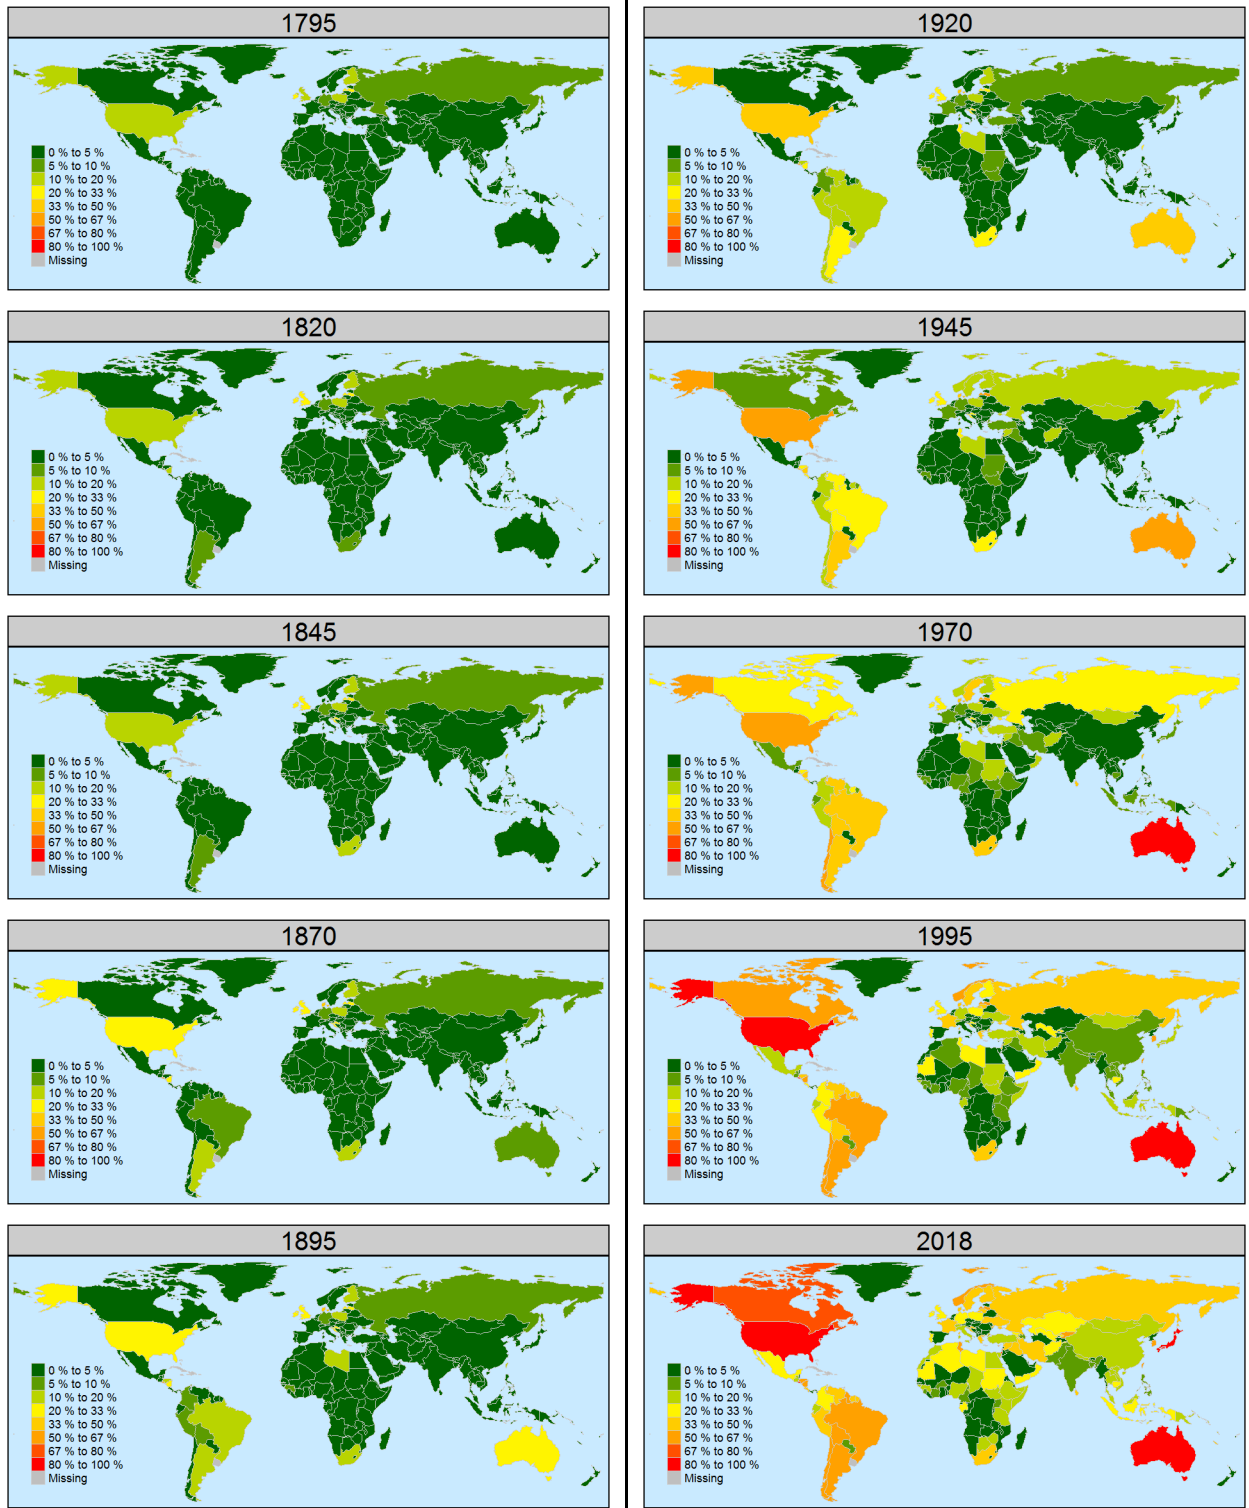 1795
0 % to 5 %
5 % to 10 %
10 % to 20 %
20 % to 33 %
33 % to 50 %
50 % to 67 %
67 % to 80 %
80 % to 100 %
Missing
1820
0 % to 5 %
5 % to 10 %
10 % to 20 %
20 % to 33 %
33 % to 50 %
50 % to 67 %
67 % to 80 %
80 % to 100 %
Missing
1845
0 % to 5 %
5 % to 10 %
10 % to 20 %
20 % to 33 %
33 % to 50 %
50 % to 67 %
67 % to 80 %
80 % to 100 %
Missing
1870
0 % to 5 %
5 % to 10 %
10 % to 20 %
20 % to 33 %
33 % to 50 %
50 % to 67 %
67 % to 80 %
80 % to 100 %
Missing
1895
0 % to 5 %
5 % to 10 %
10 % to 20 %
20 % to 33 %
33 % to 50 %
50 % to 67 %
67 % to 80 %
80 % to 100 %
Missing
1920
0 % to 5 %
5 % to 10 %
10 % to 20 %
20 % to 33 %
33 % to 50 %
50 % to 67 %
67 % to 80 %
80 % to 100 %
Missing
1945
0 % to 5 %
5 % to 10 %
10 % to 20 %
20 % to 33 %
33 % to 50 %
50 % to 67 %
67 % to 80 %
80 % to 100 %
Missing
1970
0 % to 5 %
5 % to 10 %
10 % to 20 %
20 % to 33 %
33 % to 50 %
50 % to 67 %
67 % to 80 %
80 % to 100 %
Missing
1995
0 % to 5 %
5 % to 10 %
10 % to 20 %
20 % to 33 %
33 % to 50 %
50 % to 67 %
67 % to 80 %
80 % to 100 %
Missing
2018
0 % to 5 %
5 % to 10 %
10 % to 20 %
20 % to 33 %
33 % to 50 %
50 % to 67 %
67 % to 80 %
80 % to 100 %
Missing